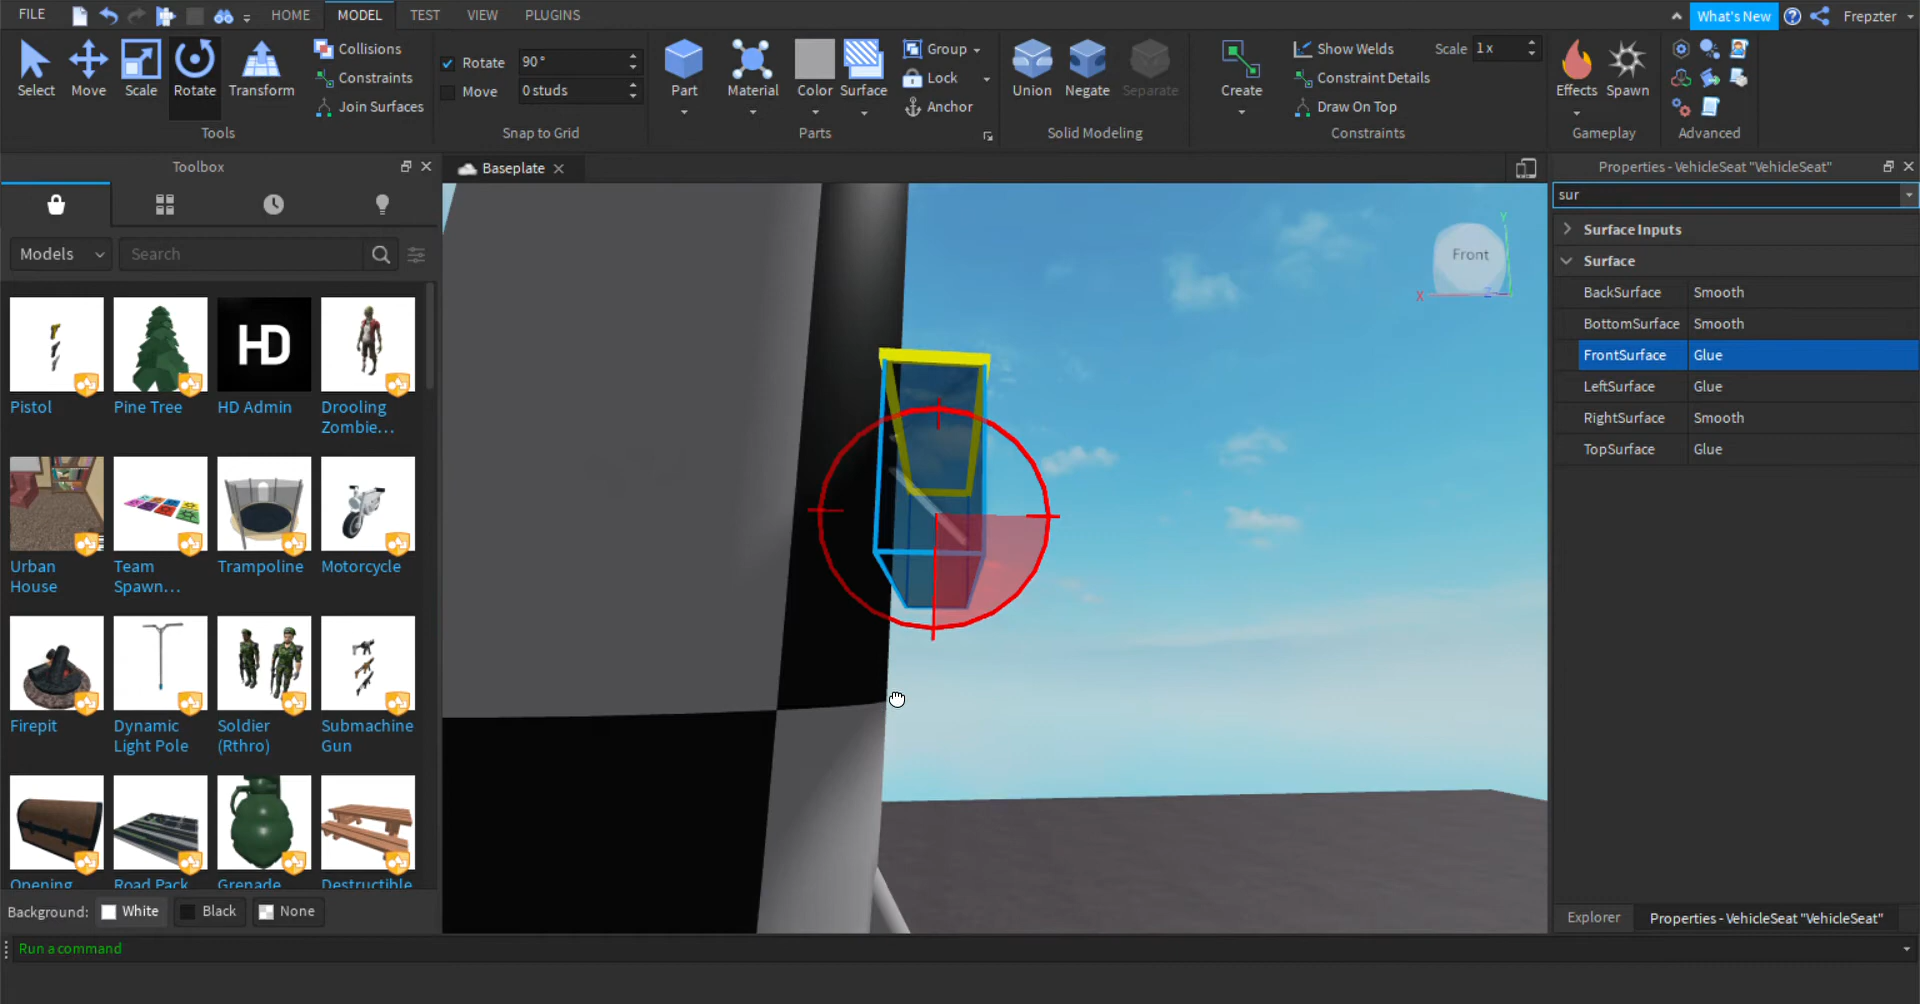 FILE
HOME
MODEL
TEST
VIEW
PLUGINS
What's New
Frepzter
Select
Move
Scale
Rotate
Transform
Collisions
Constraints
Join Surfaces
Tools
Rotate 90°
Move 0 studs
Snap to Grid
Part
Material
Color
Surface
Group
Lock
Anchor
Parts
Union
Negate
Separate
Solid Modeling
Create
Show Welds
Scale 1x
Constraint Details
Draw On Top
Constraints
Effects
Spawn
Gameplay
Advanced
Toolbox
Models
Search
Pistol
Pine Tree
HD
HD Admin
Drooling
Zombie...
Urban
House
Team
Spawn...
Trampoline
Motorcycle
Firepit
Dynamic
Light Pole
Soldier
(Rthro)
Submachine
Gun
Opening
Road Pack
Grenade
Destructible
Background:
White
Black
None
Run a command
Baseplate
Front
Y
X
Z
Properties - VehicleSeat "VehicleSeat"
sur
Surface Inputs
Surface
BackSurface Smooth
BottomSurface Smooth
FrontSurface Glue
LeftSurface Glue
RightSurface Smooth
TopSurface Glue
Explorer
Properties - VehicleSeat "VehicleSeat"